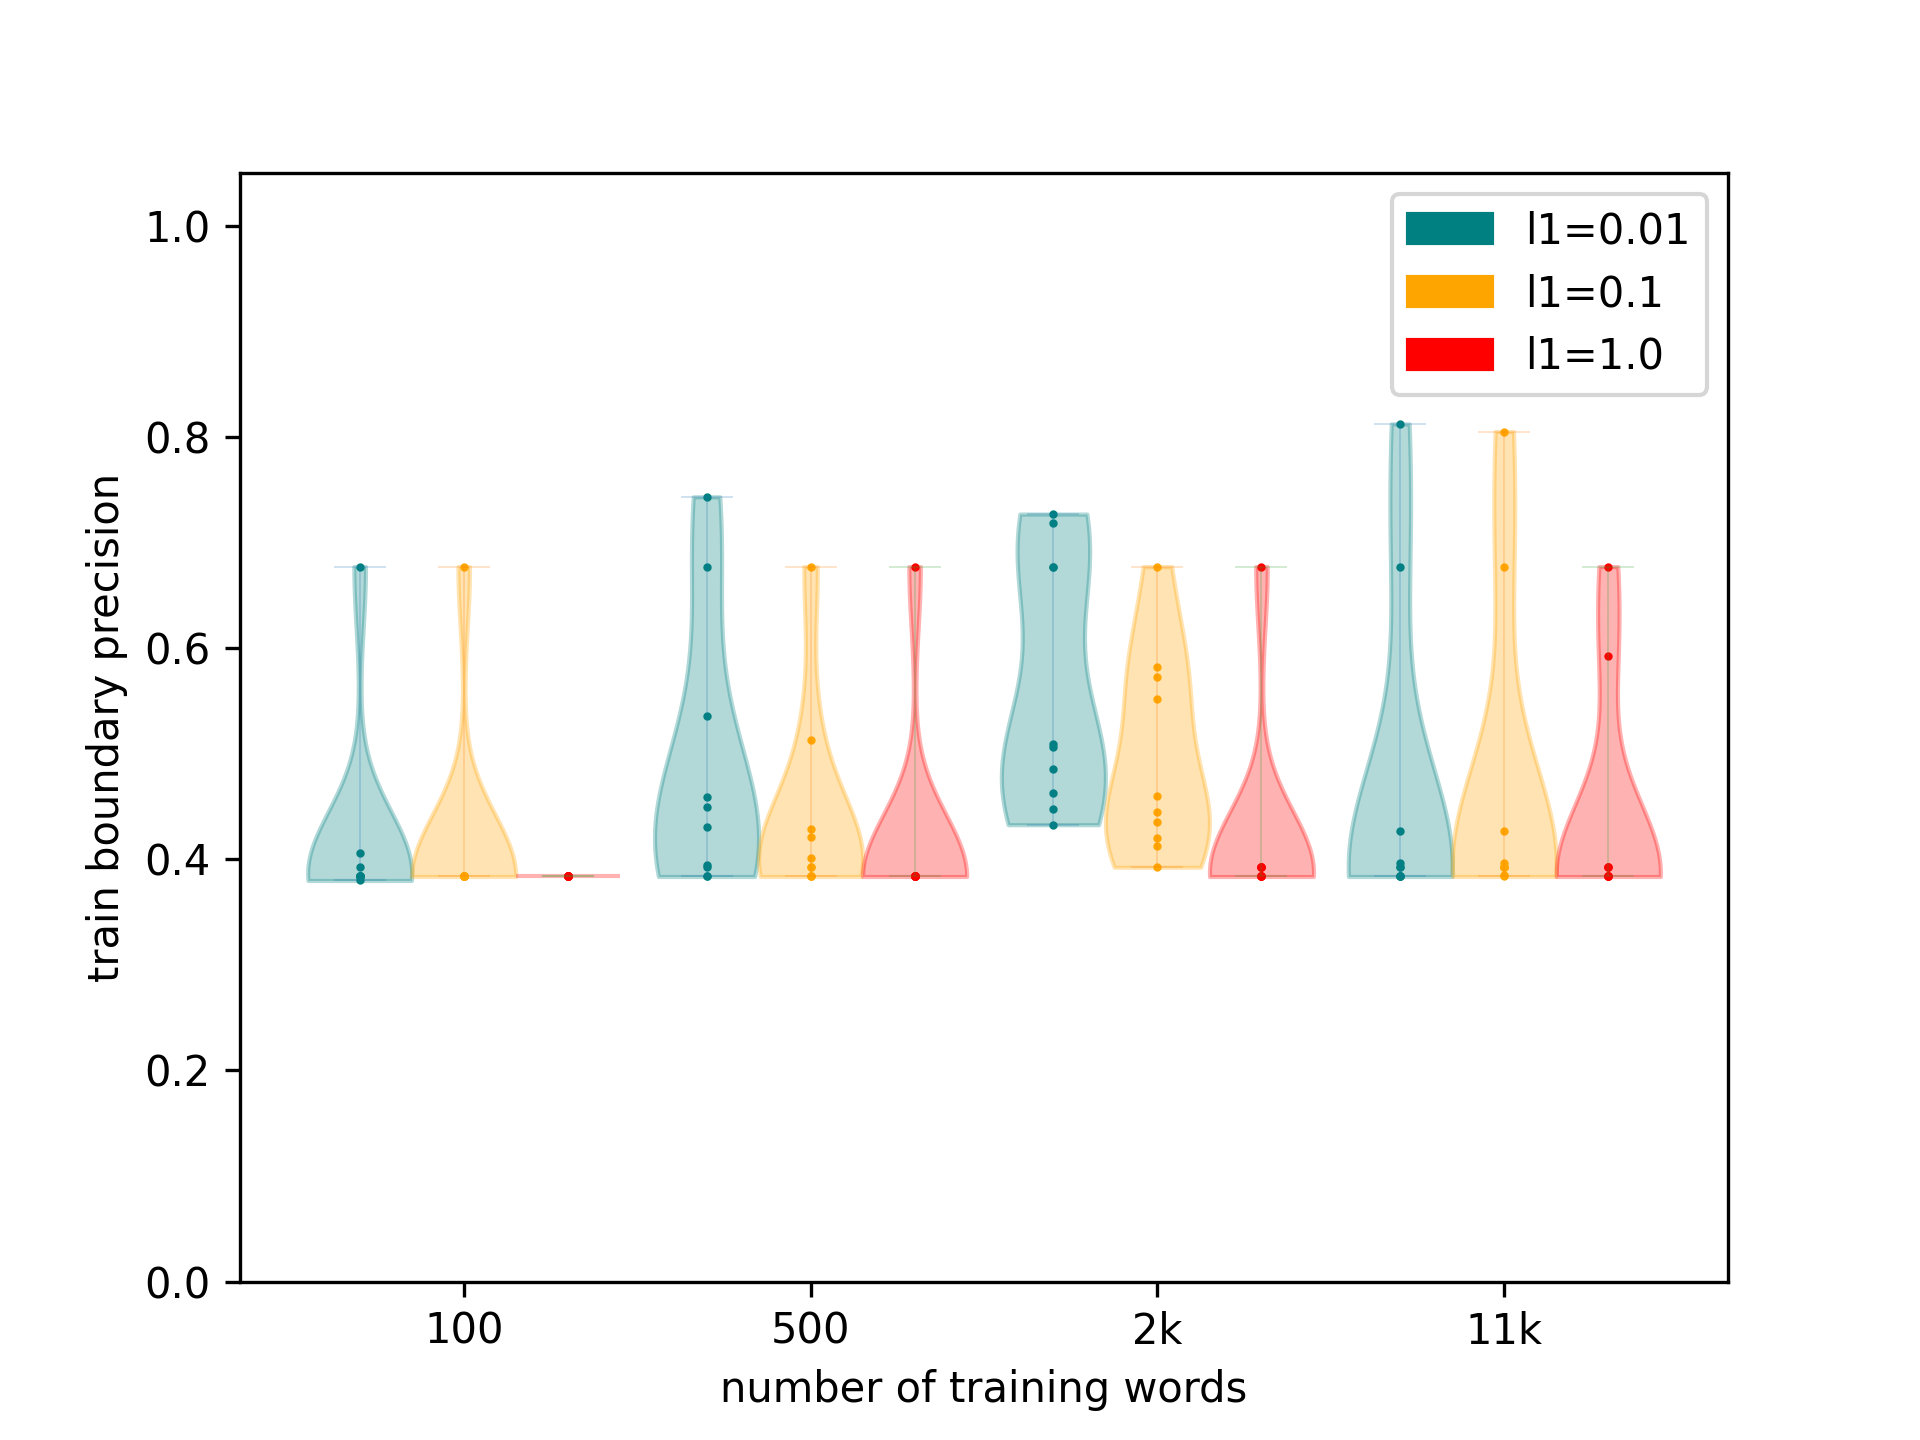 l1=0.01
l1=0.1
l1=1.0
train boundary precision
1.0
0.8
0.6
0.4
0.2
0.0
100 500 2k 11k
number of training words